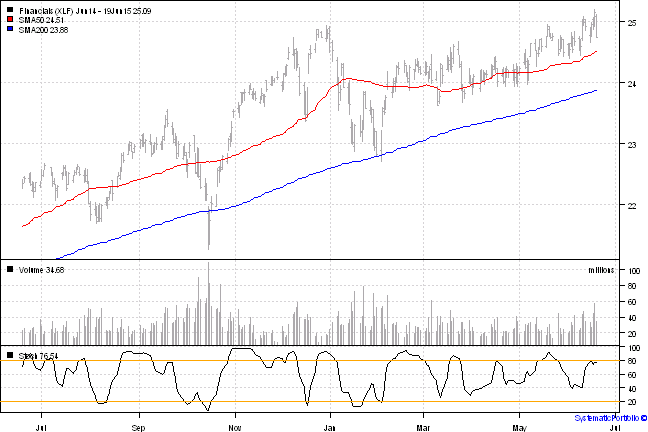 Financials (XLF) Jun 14 - 19Jun15 25.09
SMA50 24.51
SMA200 23.88
25
24
23
22
Volume 34.68
millions
100
80
60
40
20
Stoch 76.54
100
80
60
40
20
Jul Sep Nov Jan Mar May Jul
SystematicPortfolio ©